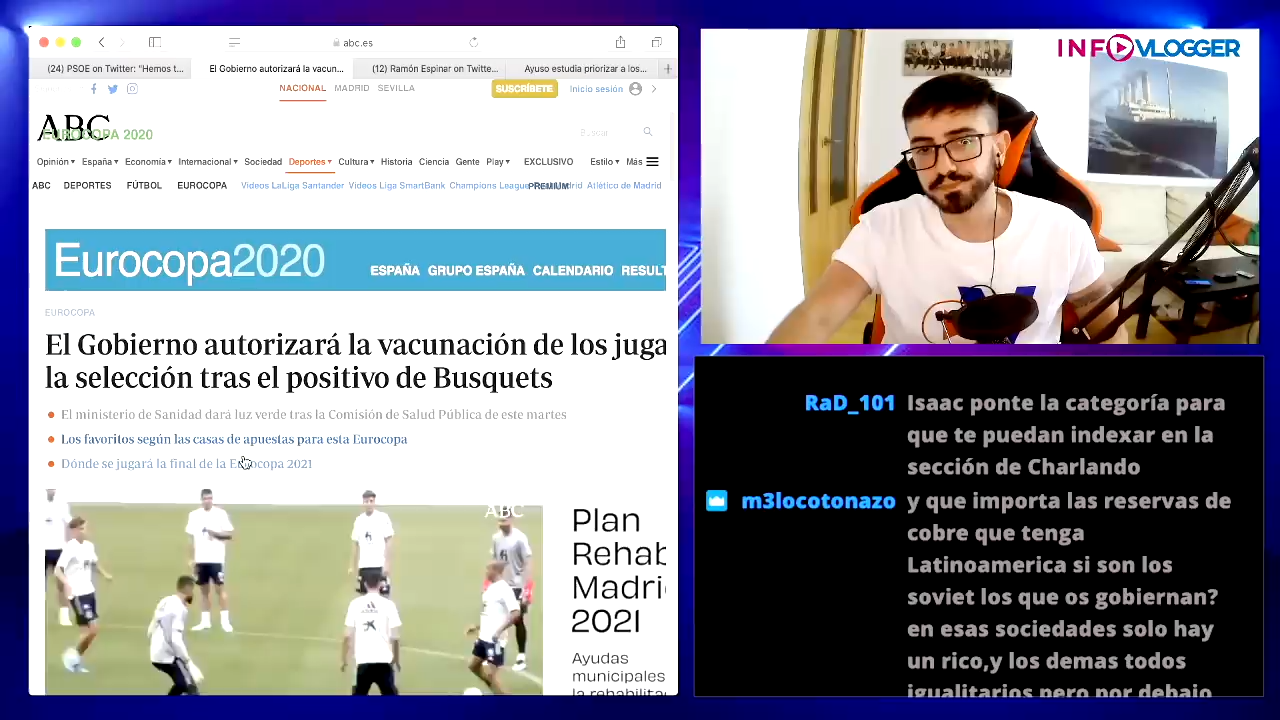 abc.es
(24) PSOE on Twitter: "Hemos t...
El Gobierno autorizará la vacun...
(12) Ramón Espinar on Twitte...
Ayuso estudia priorizar a los...
NACIONAL MADRID SEVILLA
SUSCRÍBETE
Inicio sesión
ABC
EUROCOPA 2020
Buscar
Opinión España Economía Internacional Sociedad Deportes Cultura Historia Ciencia Gente Play EXCLUSIVO Estilo Más
PREMIUM
ABC DEPORTES FÚTBOL EUROCOPA Videos LaLiga Santander Videos Liga SmartBank Champions League Atlético de Madrid
Eurocopa2020
ESPAÑA GRUPO ESPAÑA CALENDARIO RESULT
EUROCOPA
El Gobierno autorizará la vacunación de los juga
la selección tras el positivo de Busquets
El ministerio de Sanidad dará luz verde tras la Comisión de Salud Pública de este martes
Los favoritos según las casas de apuestas para esta Eurocopa
Dónde se jugará la final de la Eurocopa 2021
ABC
Plan
Rehab
Madri
2021
Ayudas
municipales
la rehabilita
INFOVLOGGER
RaD_101 Isaac ponte la categoría para
que te puedan indexar en la
sección de Charlando
m3locotonazo y que importa las reservas de
cobre que tenga
Latinoamerica si son los
soviet los que os gobiernan?
en esas sociedades solo hay
un rico,y los demas todos
igualitarios pero por debajo